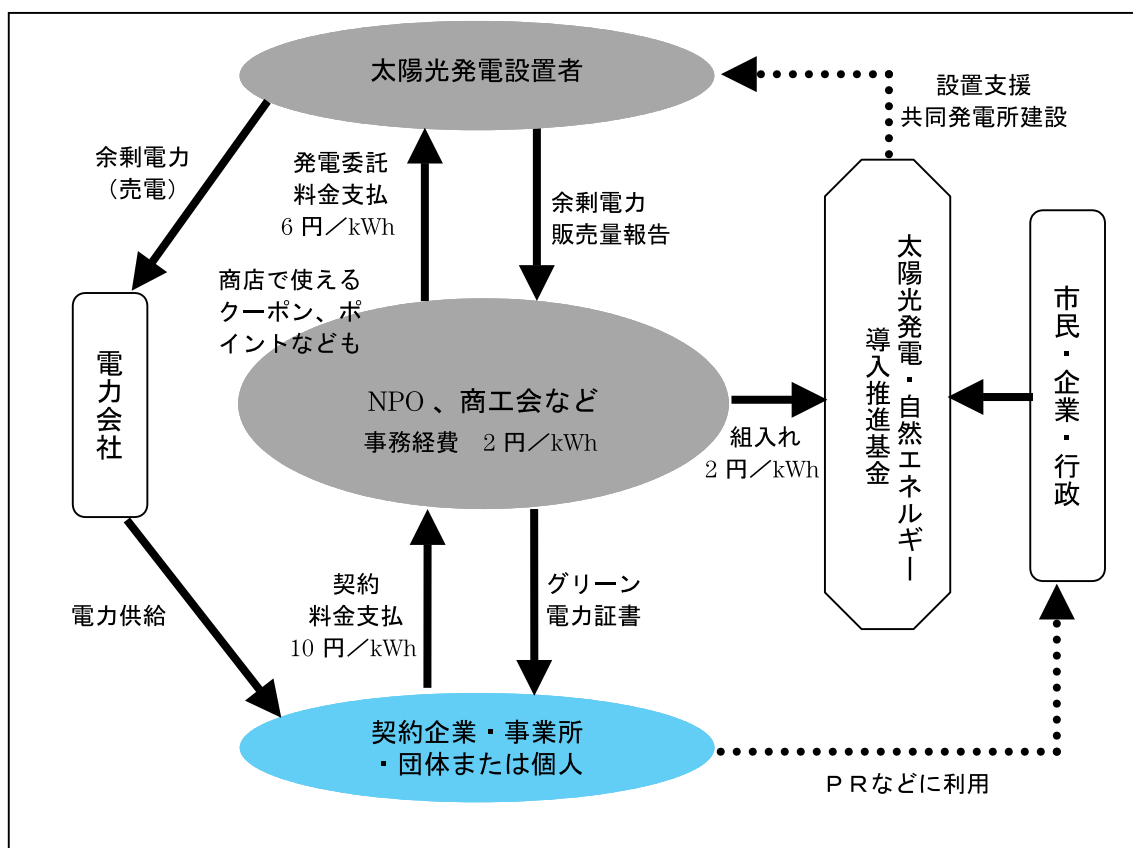 太陽光発電設置者
設置支援
共同発電所建設
余剰電力
（売電）
発電委託
料金支払
6 円／kWh
余剰電力
販売量報告
商店で使える
クーポン、ポ
イントなども
電力会社
NPO 、商工会など
事務経費　2 円／kWh
組入れ
2 円／kWh
太陽光発電・自然エネルギー
導入推進基金
市民・企業・行政
電力供給
契約
料金支払
10 円／kWh
グリーン
電力証書
契約企業・事業所
・団体または個人
ＰＲなどに利用